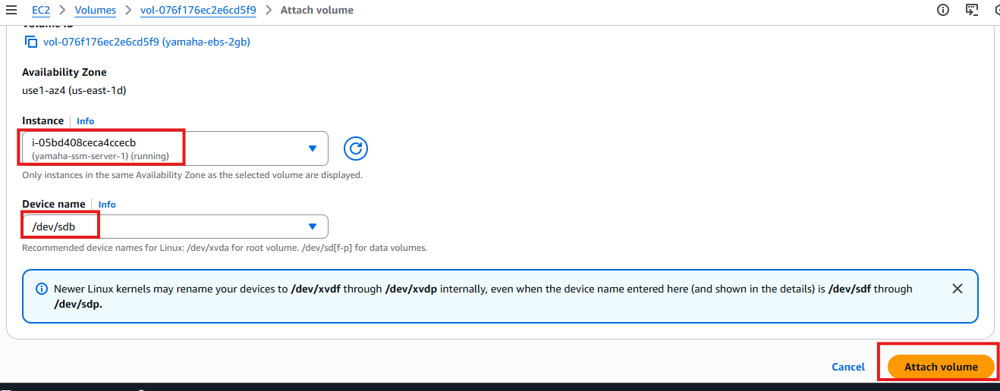 EC2 > Volumes > vol-076f176ec2e6cd5f9 > Attach volume
Volume ID
vol-076f176ec2e6cd5f9 (yamaha-ebs-2gb)
Availability Zone
use1-az4 (us-east-1d)
Instance Info
i-05bd408ceca4ccecb
(yamaha-ssm-server-1) (running)
Only instances in the same Availability Zone as the selected volume are displayed.
Device name Info
/dev/sdb
Recommended device names for Linux: /dev/xvda for root volume. /dev/sd[f-p] for data volumes.
Newer Linux kernels may rename your devices to /dev/xvdf through /dev/xvdp internally, even when the device name entered here (and shown in the details) is /dev/sdf through
/dev/sdp.
Cancel Attach volume